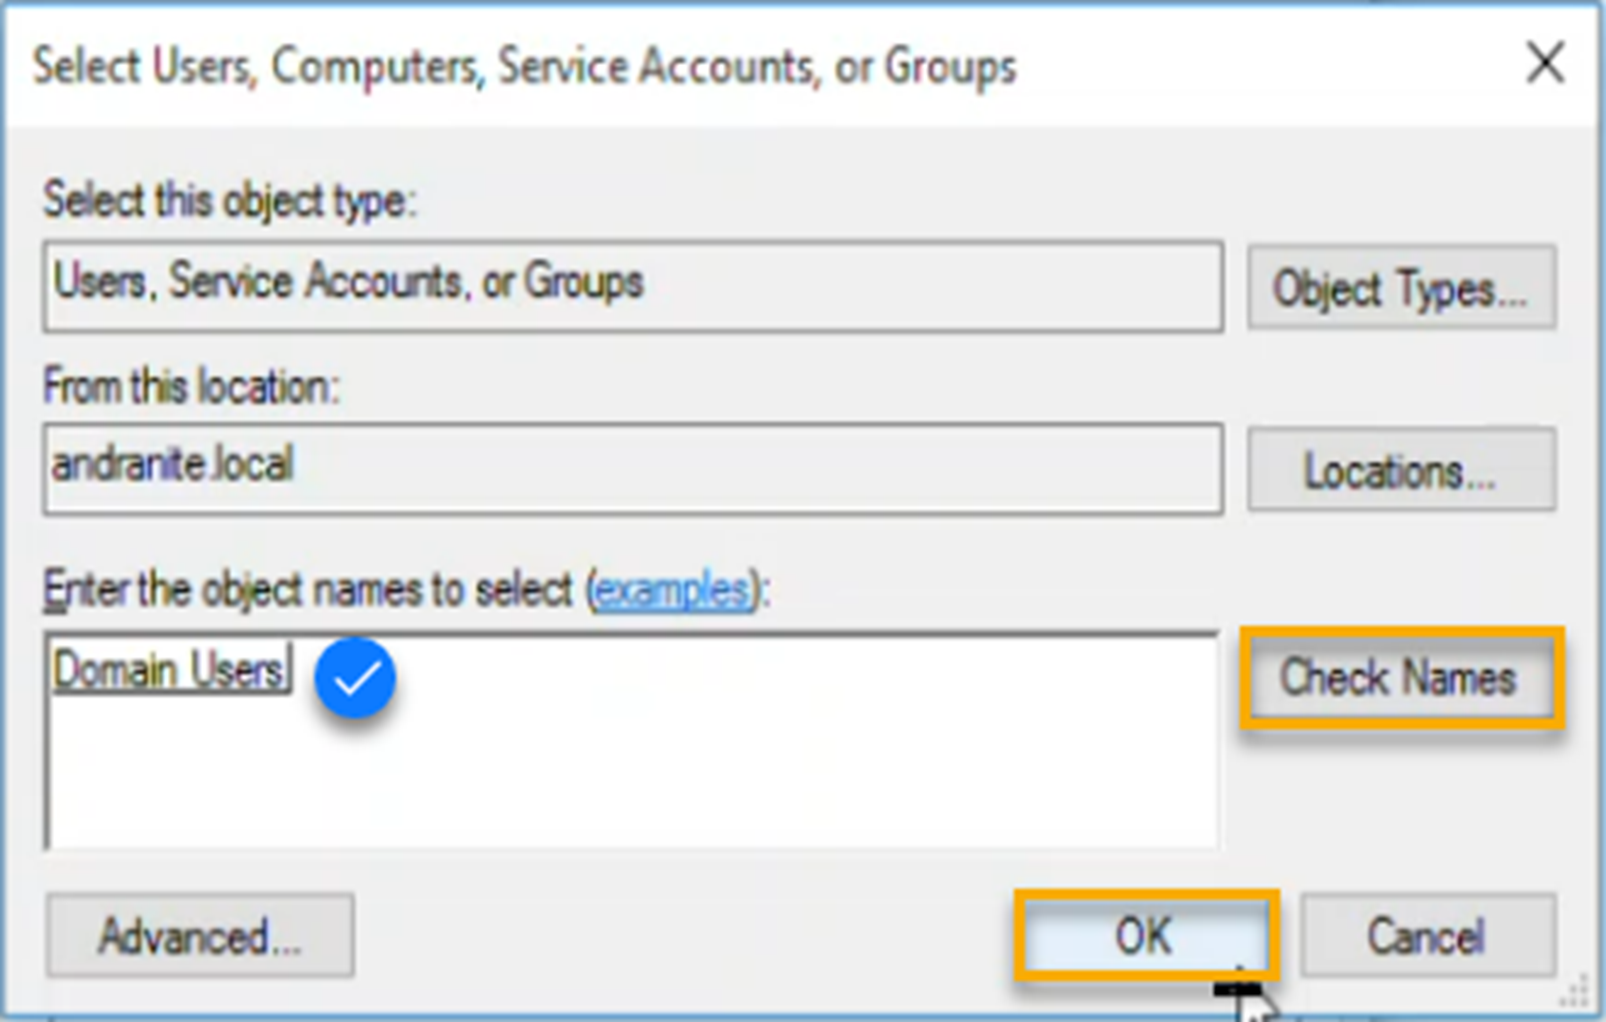 Select Users, Computers, Service Accounts, or Groups
Select this object type:
Users, Service Accounts, or Groups
Object Types...
From this location:
andranite.local
Locations...
Enter the object names to select (examples):
Domain Users
Check Names
Advanced...
OK
Cancel